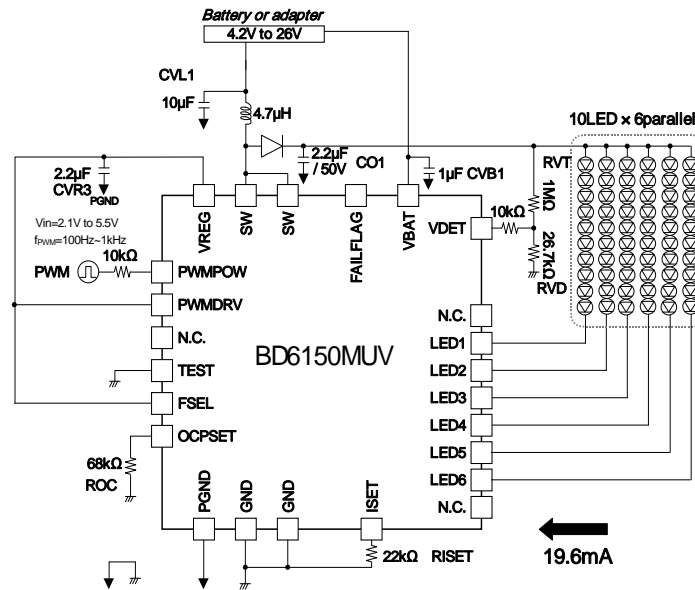 Battery or adapter
4.2V to 26V
CVL1
10µF
4.7µH
10LED × 6parallel
2.2µF
CVR3
PGND
2.2µF
/ 50V
CO1
1µF CVB1
RVT
1MΩ
Vin=2.1V to 5.5V
fPWM=100Hz~1kHz
VREG
SW
SW
FAILFLAG
VBAT
VDET
10kΩ
26.7kΩ
RVD
PWM
10kΩ
PWMPOW
PWMDRV
N.C.
TEST
FSEL
OCPSET
BD6150MUV
N.C.
LED1
LED2
LED3
LED4
LED5
LED6
N.C.
68kΩ
ROC
PGND
GND
GND
ISET
22kΩ RISET
19.6mA